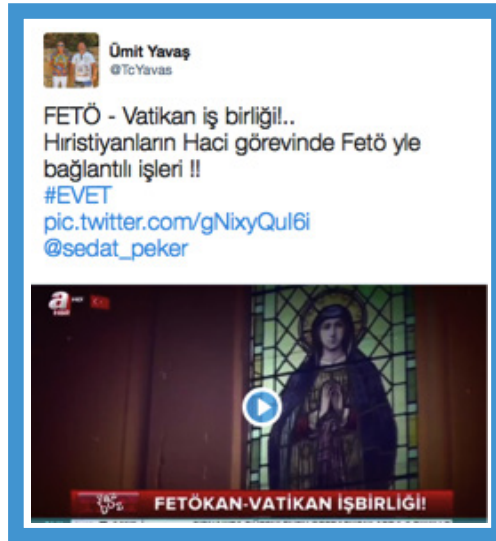 Ümit Yavaş
@TcYavas
FETÖ - Vatikan iş birliği!..
Hıristiyanların Haci görevinde Fetö yle
bağlantılı işleri !!
#EVET
pic.twitter.com/gNixyQuI6i
@sedat_peker
a
FETÖKAN-VATİKAN İŞBİRLİĞİ!